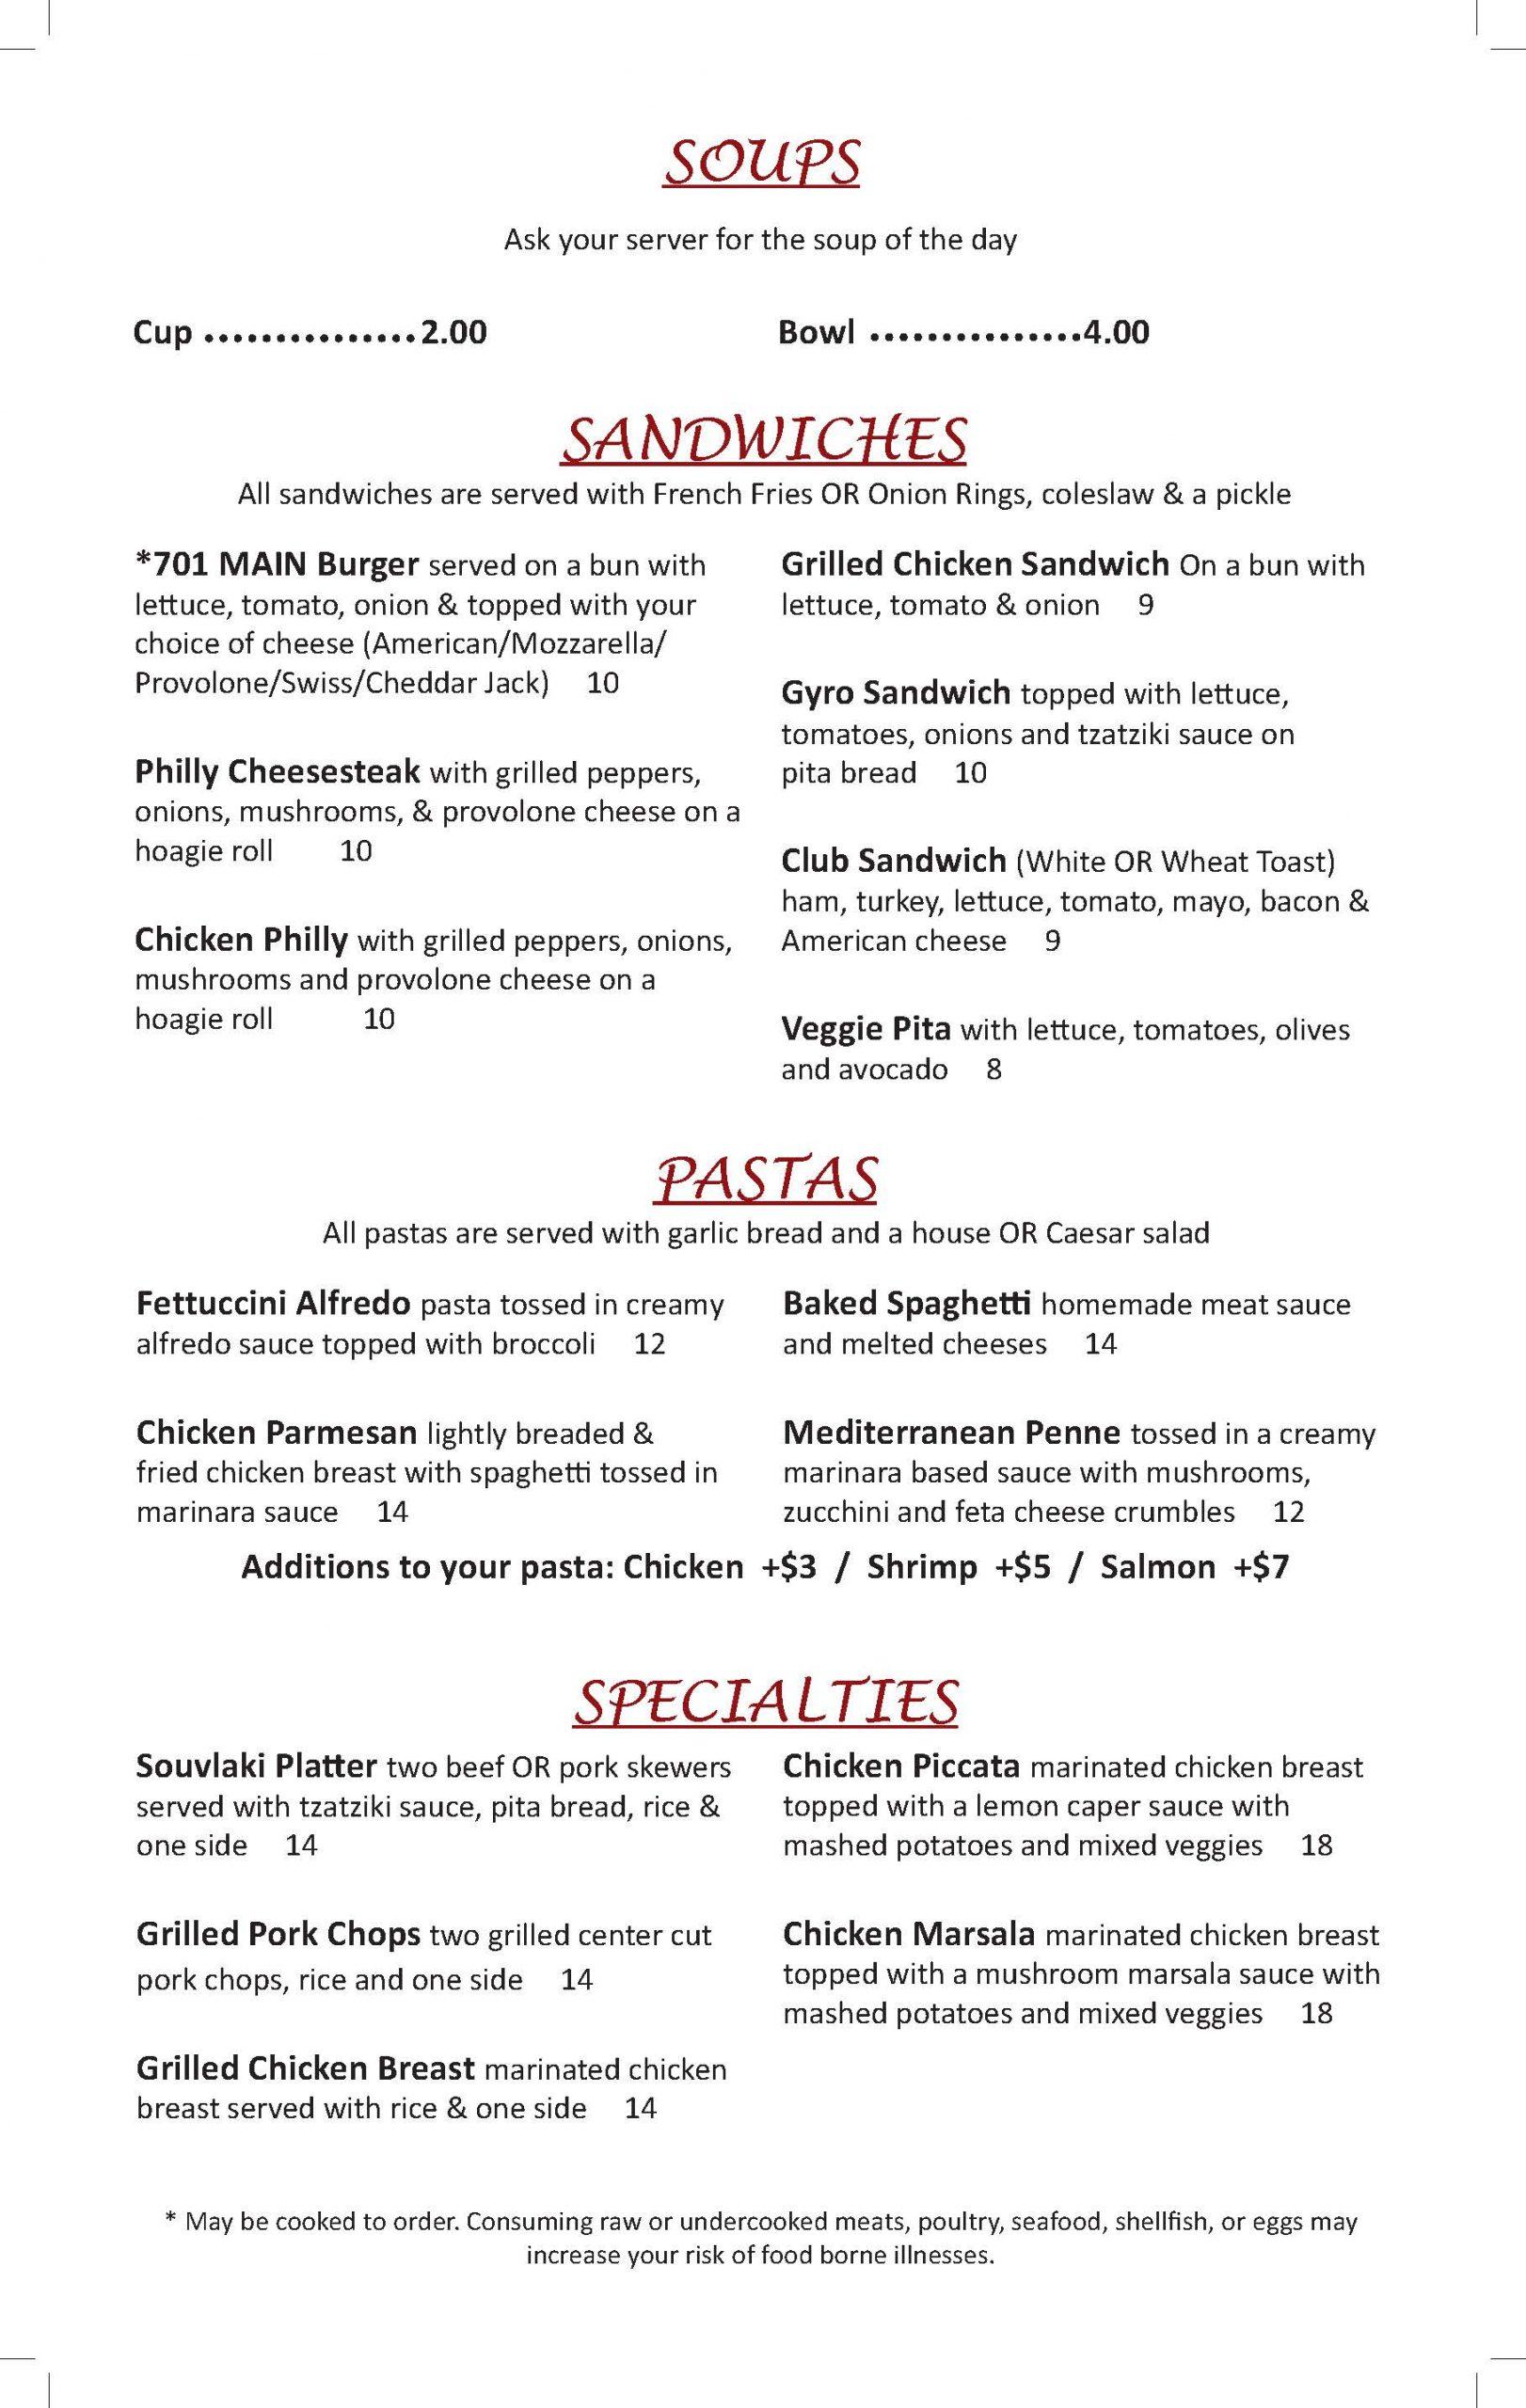 SOUPS
Ask your server for the soup of the day
Cup ...............2.00
Bowl ...............4.00
SANDWICHES
All sandwiches are served with French Fries OR Onion Rings, coleslaw & a pickle
*701 MAIN Burger served on a bun with
lettuce, tomato, onion & topped with your
choice of cheese (American/Mozzarella/
Provolone/Swiss/Cheddar Jack) 10
Philly Cheesesteak with grilled peppers,
onions, mushrooms, & provolone cheese on a
hoagie roll 10
Chicken Philly with grilled peppers, onions,
mushrooms and provolone cheese on a
hoagie roll 10
Grilled Chicken Sandwich On a bun with
lettuce, tomato & onion 9
Gyro Sandwich topped with lettuce,
tomatoes, onions and tzatziki sauce on
pita bread 10
Club Sandwich (White OR Wheat Toast)
ham, turkey, lettuce, tomato, mayo, bacon &
American cheese 9
Veggie Pita with lettuce, tomatoes, olives
and avocado 8
PASTAS
All pastas are served with garlic bread and a house OR Caesar salad
Fettuccini Alfredo pasta tossed in creamy
alfredo sauce topped with broccoli 12
Chicken Parmesan lightly breaded &
fried chicken breast with spaghetti tossed in
marinara sauce 14
Baked Spaghetti homemade meat sauce
and melted cheeses 14
Mediterranean Penne tossed in a creamy
marinara based sauce with mushrooms,
zucchini and feta cheese crumbles 12
Additions to your pasta: Chicken +$3 / Shrimp +$5 / Salmon +$7
SPECIALTIES
Souvlaki Platter two beef OR pork skewers
served with tzatziki sauce, pita bread, rice &
one side 14
Grilled Pork Chops two grilled center cut
pork chops, rice and one side 14
Grilled Chicken Breast marinated chicken
breast served with rice & one side 14
Chicken Piccata marinated chicken breast
topped with a lemon caper sauce with
mashed potatoes and mixed veggies 18
Chicken Marsala marinated chicken breast
topped with a mushroom marsala sauce with
mashed potatoes and mixed veggies 18
* May be cooked to order. Consuming raw or undercooked meats, poultry, seafood, shellfish, or eggs may
increase your risk of food borne illnesses.